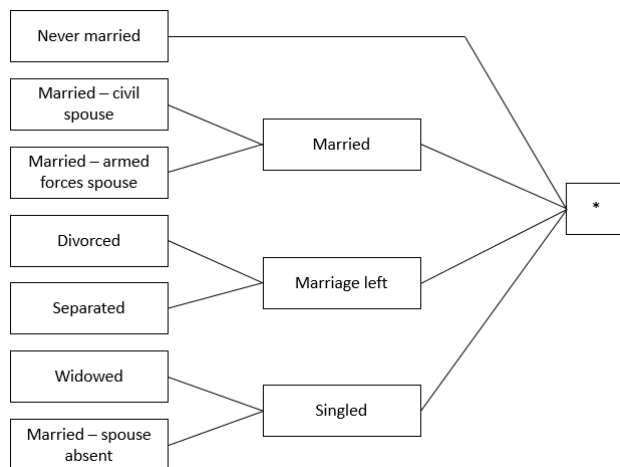 Never married
Married – civil
spouse
Married – armed
forces spouse
Married
Divorced
Separated
Marriage left
Widowed
Married – spouse
absent
Singled
*